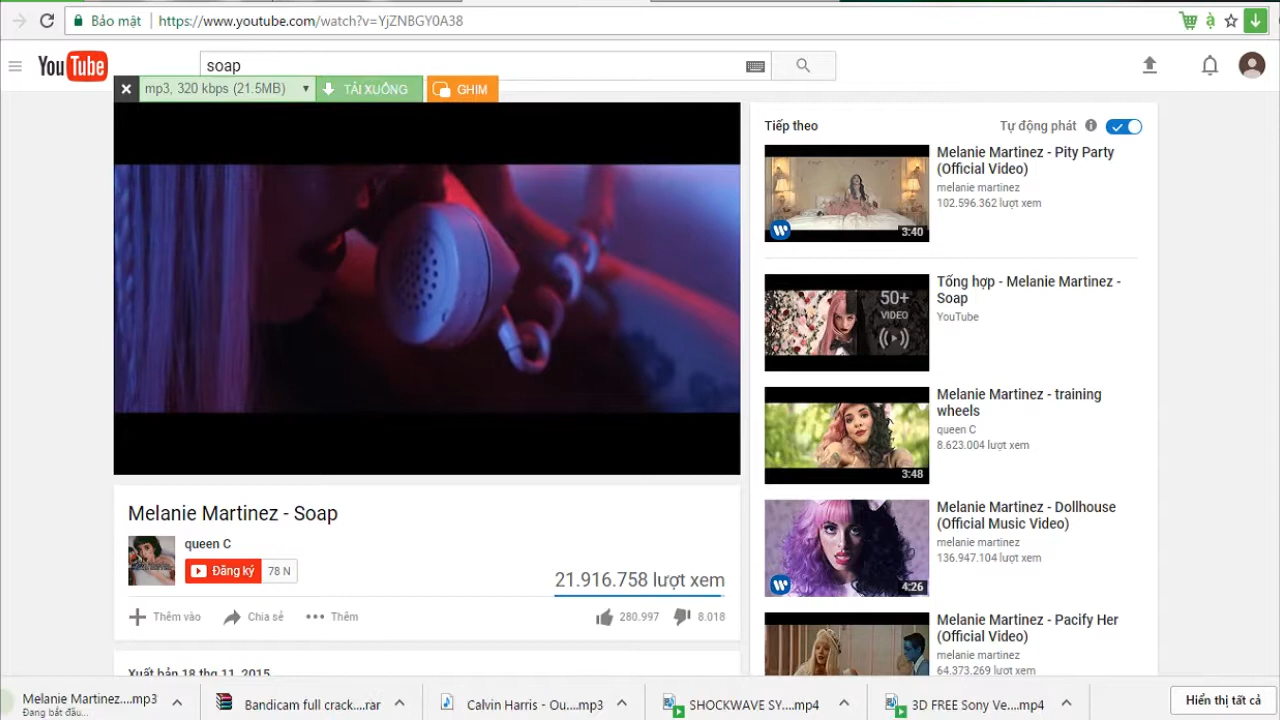 Bảo mật https://www.youtube.com/watch?v=YjZNBGY0A38
YouTube
soap
mp3, 320 kbps (21.5MB) TẢI XUỐNG GHIM
Tiếp theo
Tự động phát
Melanie Martinez - Pity Party
(Official Video)
melanie martinez
102.596.362 lượt xem
3:40
Tổng hợp - Melanie Martinez -
Soap
YouTube
50+
VIDEO
Melanie Martinez - training
wheels
queen C
8.623.004 lượt xem
3:48
Melanie Martinez - Dollhouse
(Official Music Video)
melanie martinez
136.947.104 lượt xem
4:26
Melanie Martinez - Pacify Her
(Official Video)
melanie martinez
64.373.269 lượt xem
Melanie Martinez - Soap
queen C
Đăng ký 78 N
21.916.758 lượt xem
Thêm vào Chia sẻ Thêm 280.997 8.018
Xuất bản 18 thg 11, 2015
Melanie Martinez....mp3
Đang bắt đầu...
Bandicam full crack....rar
Calvin Harris - Ou....mp3
SHOCKWAVE SY....mp4
3D FREE Sony Ve....mp4
Hiển thị tất cả